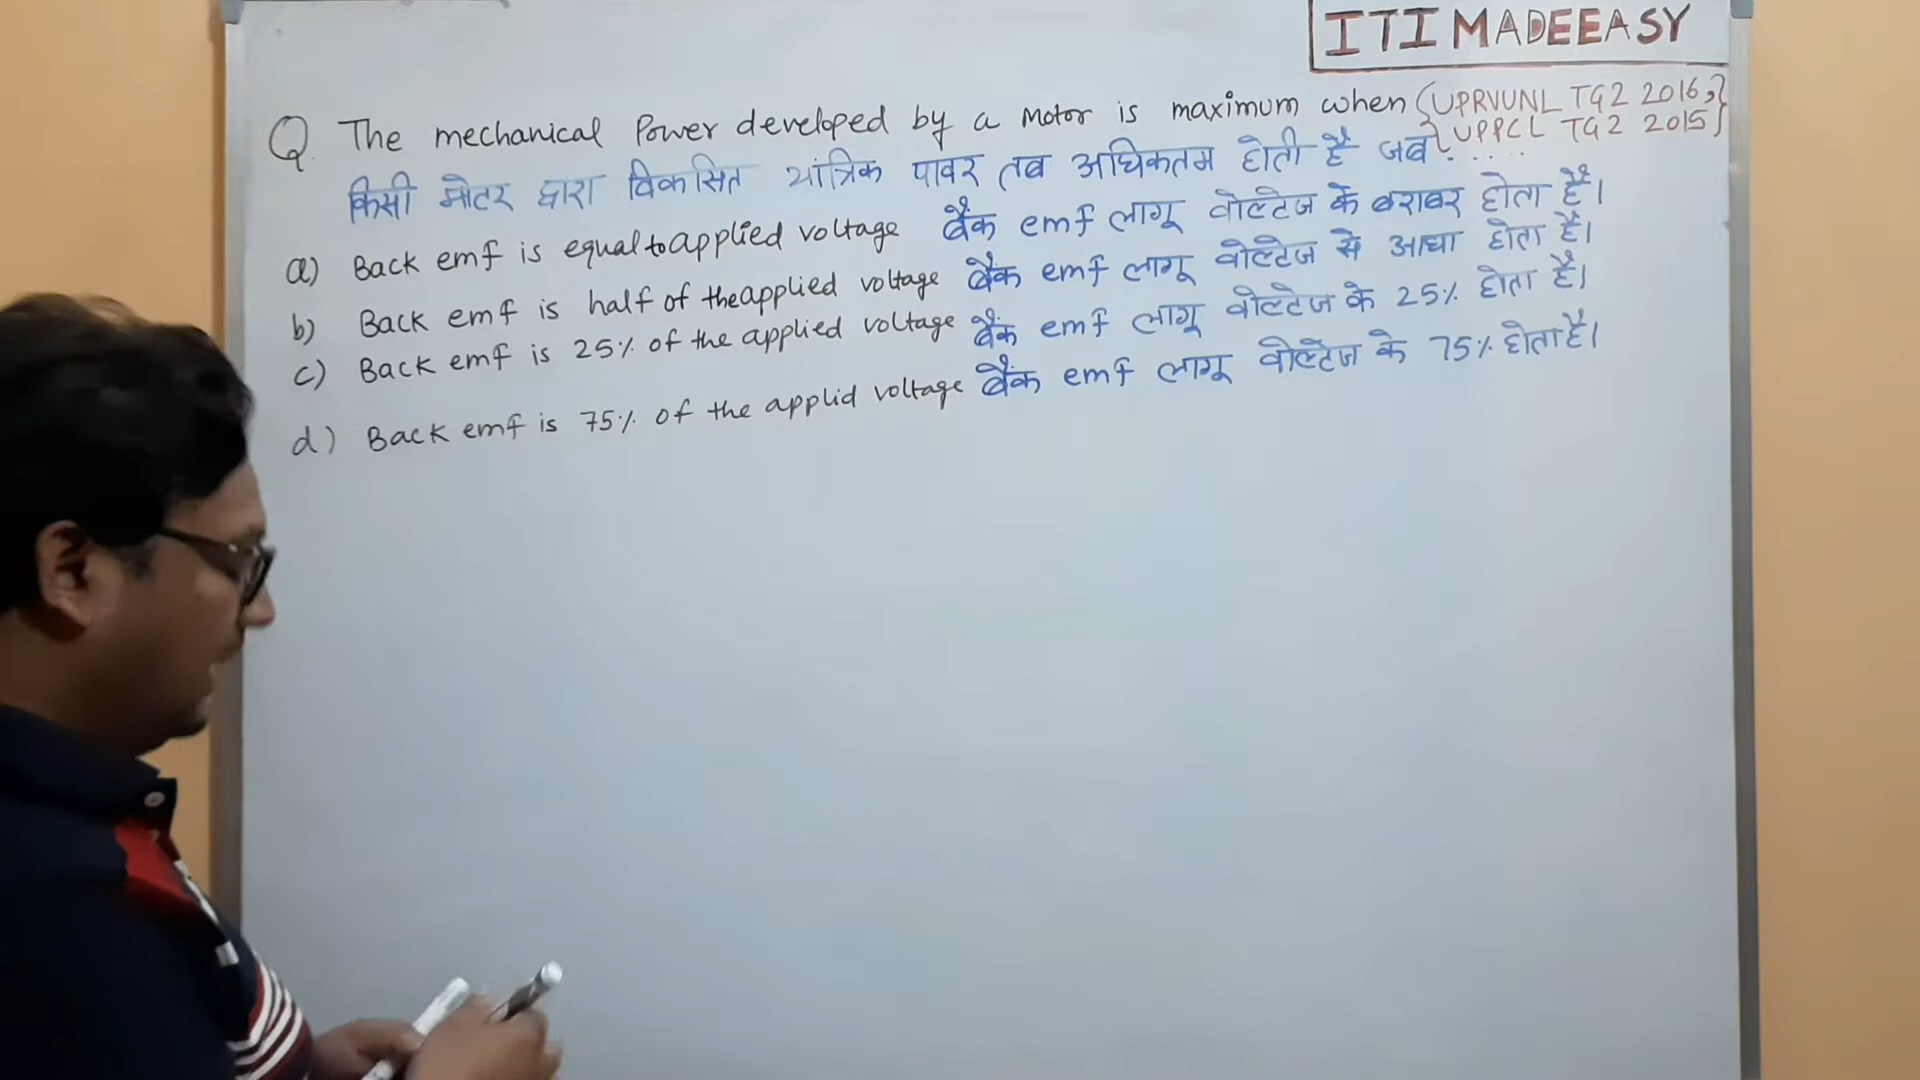 ITI MADEEASY
Q. The mechanical Power developed by a Motor is maximum when {UPRVUNL TG2 2016,}
{UPPCL TG2 2015}
किसी मोटर द्वारा विकसित यांत्रिक पावर तब अधिकतम होती है जब.....
a) Back emf is equal to applied voltage बैंक emf लागू वोल्टेज के बराबर होता है।
b) Back emf is half of the applied voltage बैंक emf लागू वोल्टेज से आधा होता है।
c) Back emf is 25% of the applied voltage बैंक emf लागू वोल्टेज के 25% होता है।
d) Back emf is 75% of the applid voltage बैंक emf लागू वोल्टेज के 75% होता है।